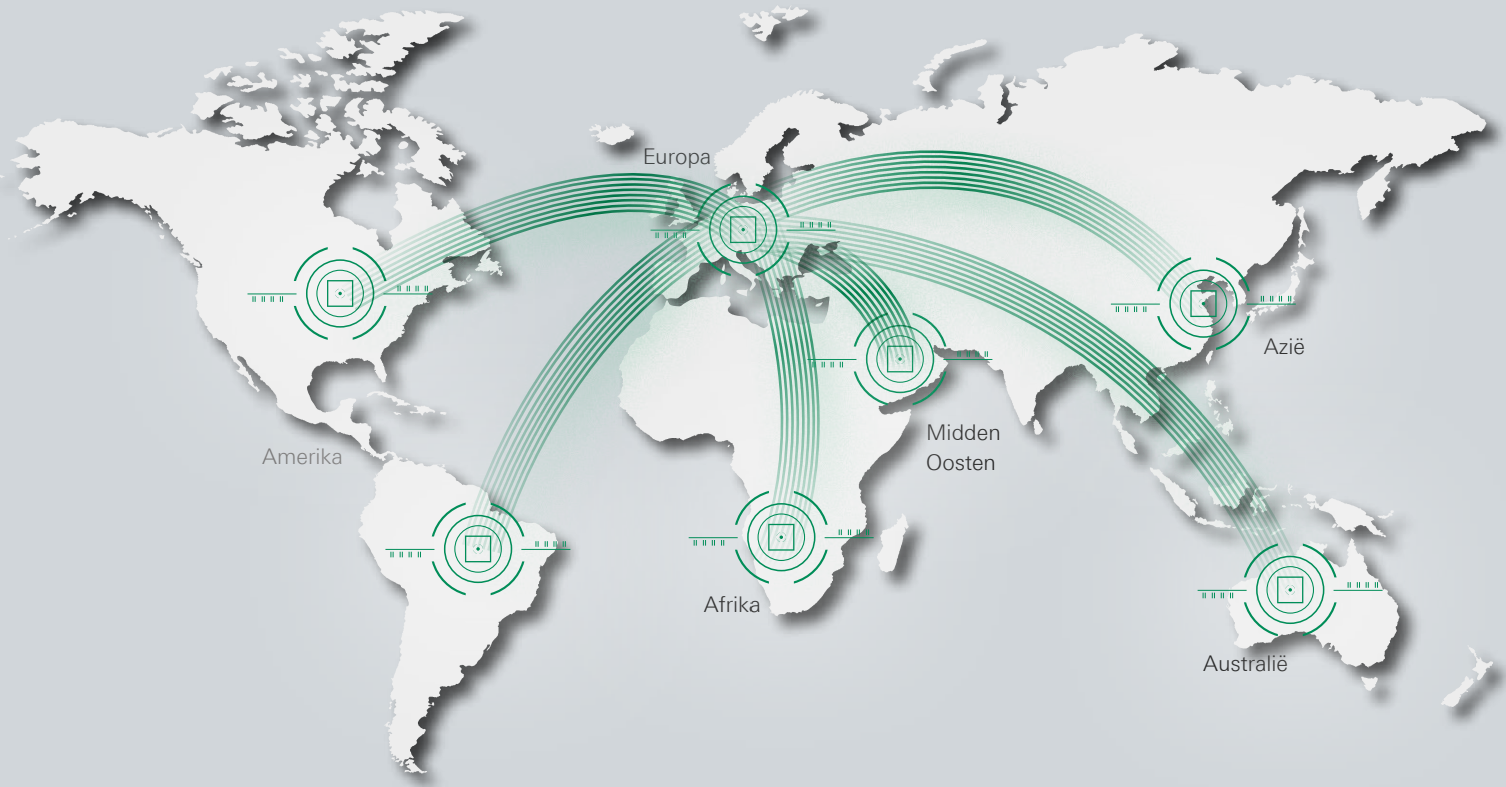 Europa
Azië
Midden
Oosten
Amerika
Afrika
Australië